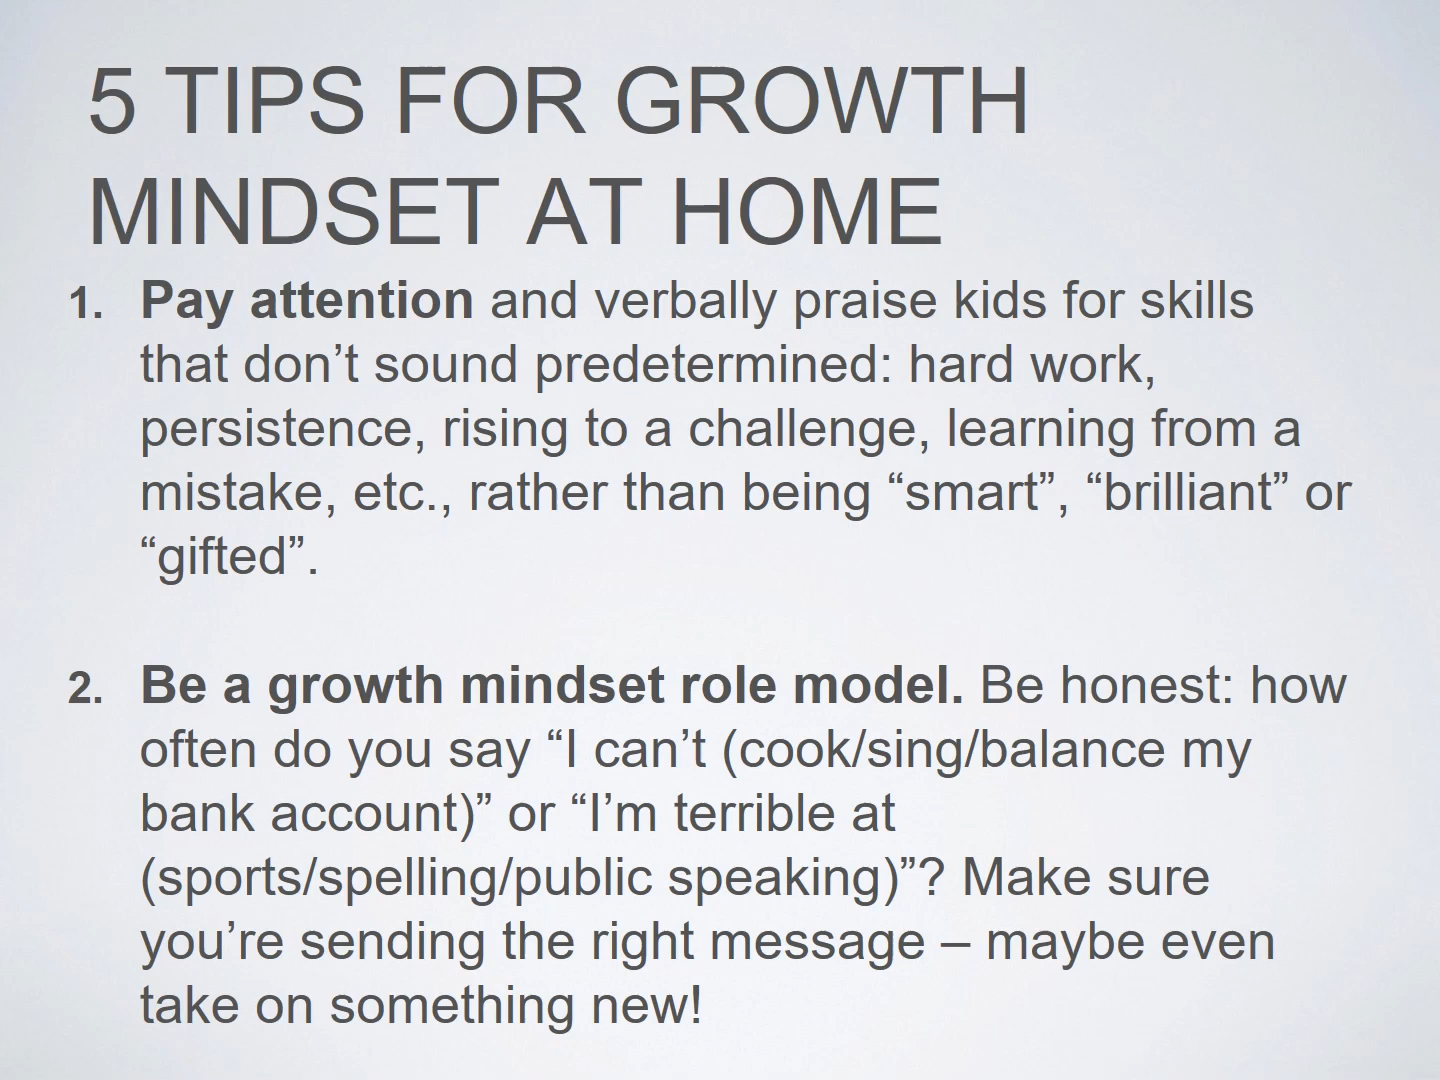 5 TIPS FOR GROWTH
MINDSET AT HOME
1. Pay attention and verbally praise kids for skills
that don’t sound predetermined: hard work,
persistence, rising to a challenge, learning from a
mistake, etc., rather than being “smart”, “brilliant” or
“gifted”.
2. Be a growth mindset role model. Be honest: how
often do you say “I can’t (cook/sing/balance my
bank account)” or “I’m terrible at
(sports/spelling/public speaking)”? Make sure
you’re sending the right message – maybe even
take on something new!